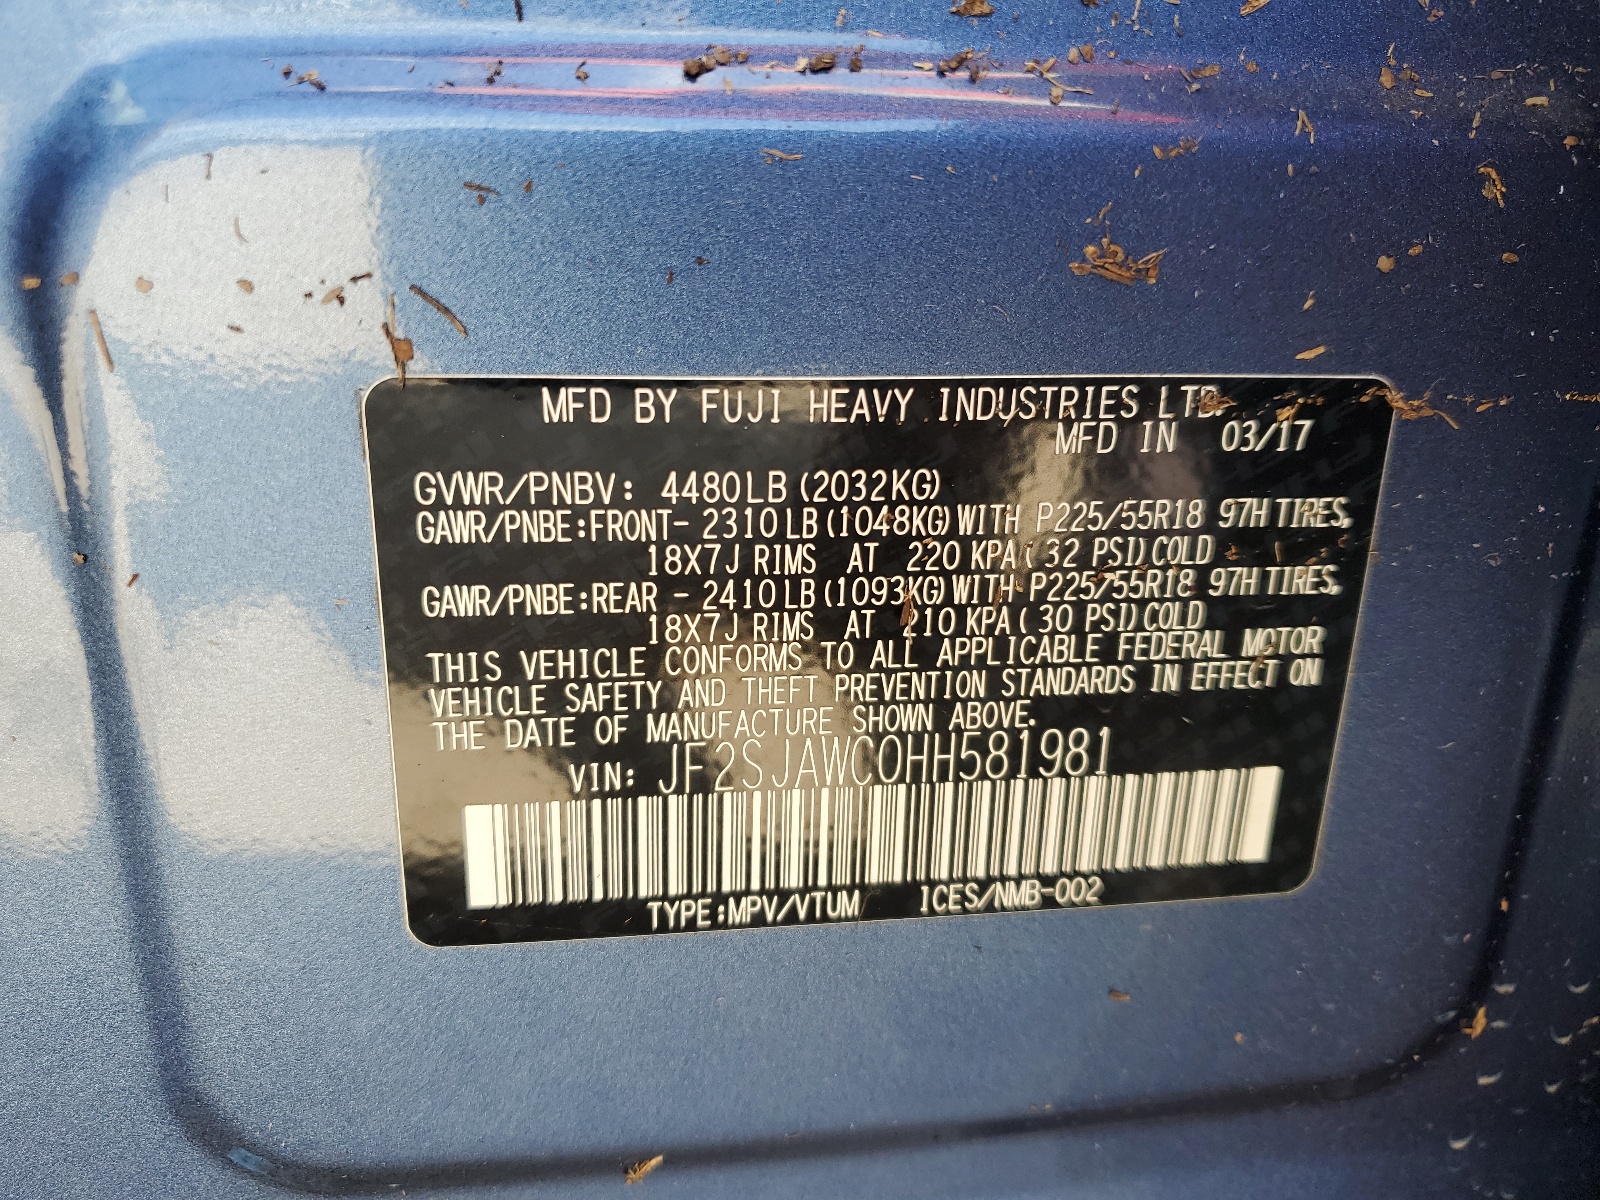 MFD BY FUJI HEAVY INDUSTRIES LTD.
MFD IN 03/17
GVWR/PNBV: 4480LB (2032KG)
GAWR/PNBE:FRONT- 2310LB (1048KG) WITH P225/55R18 97H TIRES,
18X7J RIMS AT 220 KPA( 32 PSI) COLD
GAWR/PNBE:REAR - 2410LB (1093KG) WITH P225/55R18 97H TIRES,
18X7J RIMS AT 210 KPA( 30 PSI) COLD
THIS VEHICLE CONFORMS TO ALL APPLICABLE FEDERAL MOTOR
VEHICLE SAFETY AND THEFT PREVENTION STANDARDS IN EFFECT ON
THE DATE OF MANUFACTURE SHOWN ABOVE.
VIN: JF2SJAWC0HH581981
TYPE:MPV/VTUM ICES/NMB-002